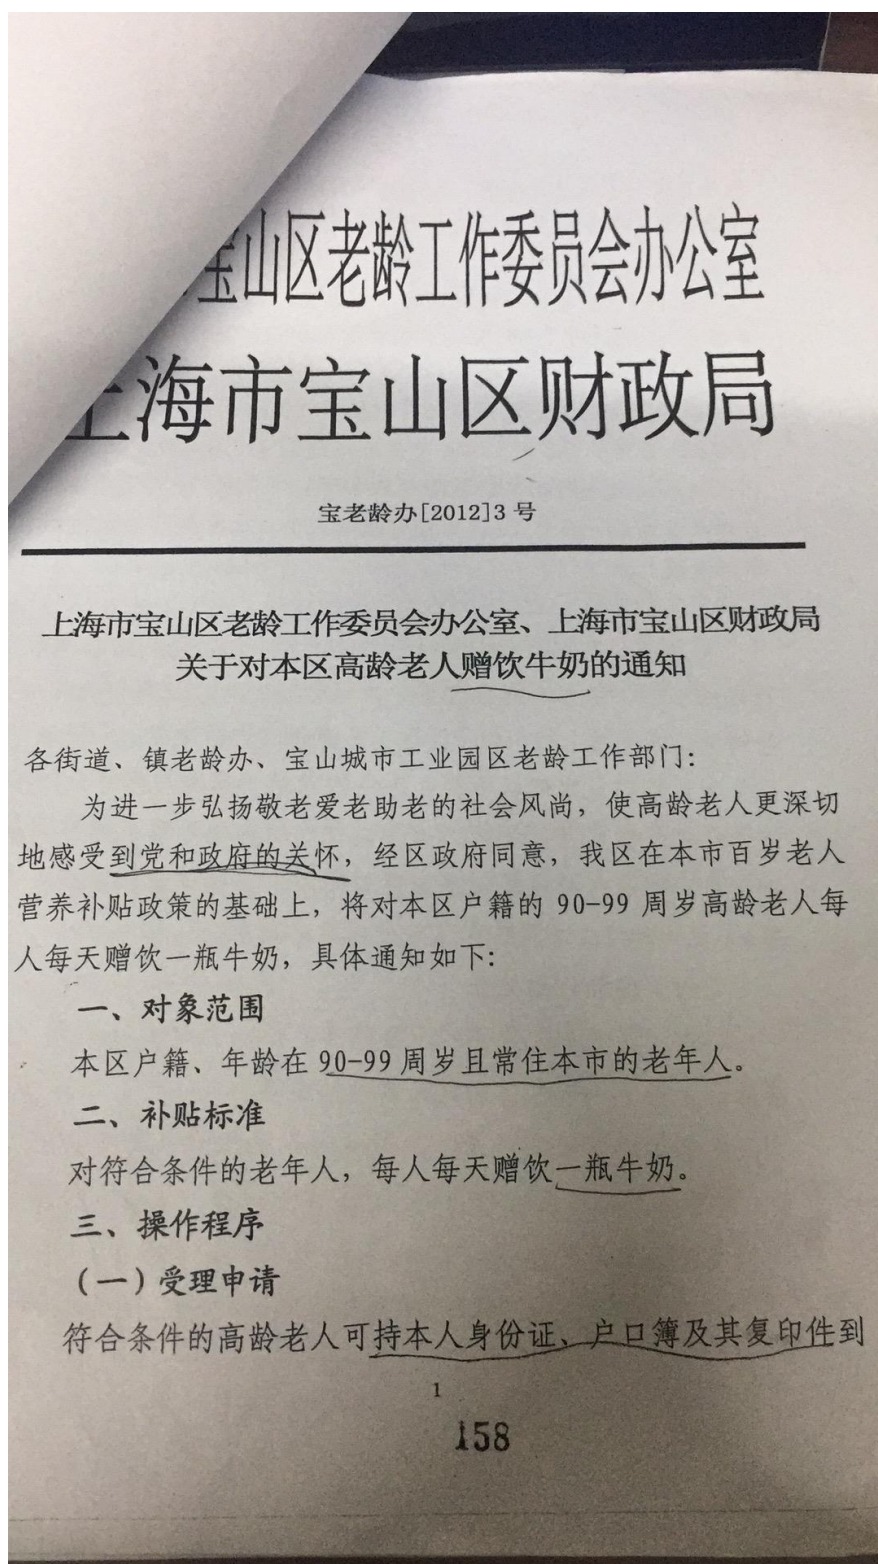 宝山区老龄工作委员会办公室
上海市宝山区财政局
宝老龄办[2012]3 号
上海市宝山区老龄工作委员会办公室、上海市宝山区财政局
关于对本区高龄老人赠饮牛奶的通知
各街道、镇老龄办、宝山城市工业园区老龄工作部门：
为进一步弘扬敬老爱老助老的社会风尚，使高龄老人更深切
地感受到党和政府的关怀，经区政府同意，我区在本市百岁老人
营养补贴政策的基础上，将对本区户籍的 90-99 周岁高龄老人每
人每天赠饮一瓶牛奶，具体通知如下：
一、对象范围
本区户籍、年龄在 90-99 周岁且常住本市的老年人。
二、补贴标准
对符合条件的老年人，每人每天赠饮一瓶牛奶。
三、操作程序
（一）受理申请
符合条件的高龄老人可持本人身份证、户口簿及其复印件到
1
158